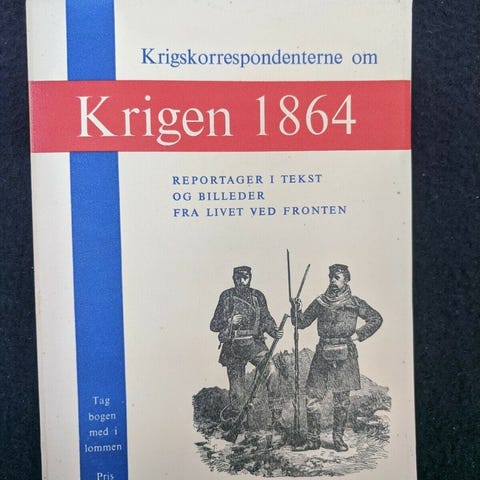 Krigskorrespondenterne om
Krigen 1864
REPORTAGER I TEKST
OG BILLEDER
FRA LIVET VED FRONTEN
Tag
bogen
med i
lommen
Pris